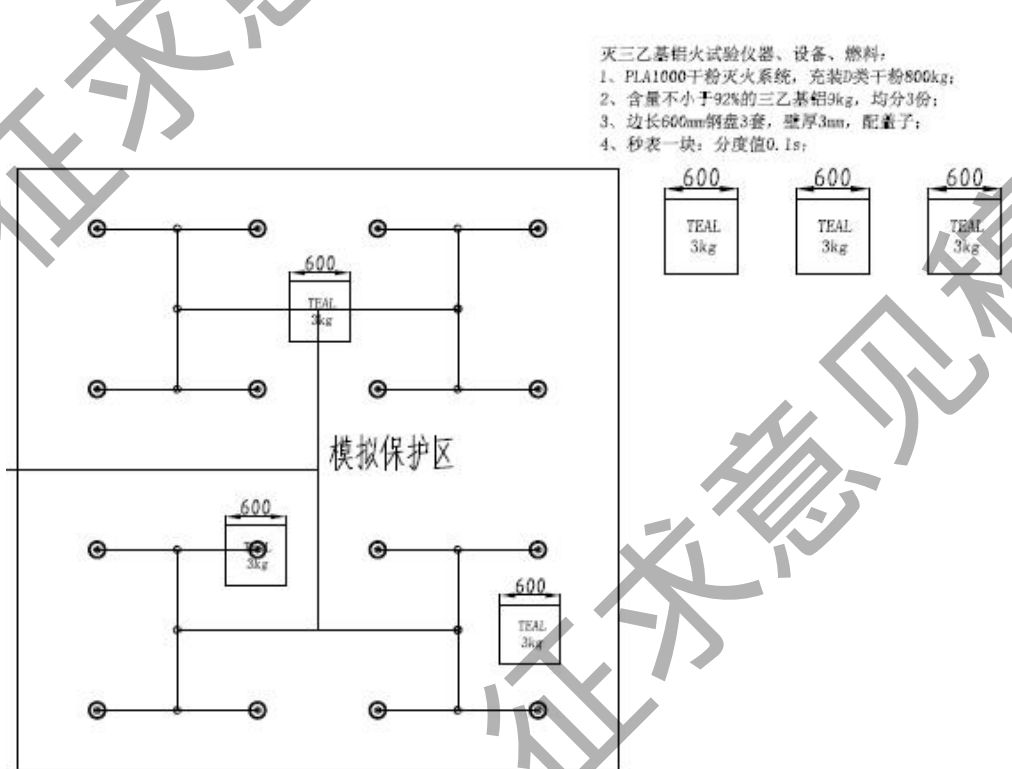 灭三乙基铝火试验仪器、设备、燃料:
1、PLA1000干粉灭火系统，充装D类干粉800kg;
2、含量不小于92%的三乙基铝9kg，均分3份;
3、边长600mm钢盘3套，壁厚3mm，配盖子;
4、秒表一块：分度值0.1s;
600 600 600
TEAL TEAL TEAL
3kg 3kg 3kg
600
TEAL
3kg
模拟保护区
600
3kg
600
TEAL
3kg
征求意见稿
征求意见稿